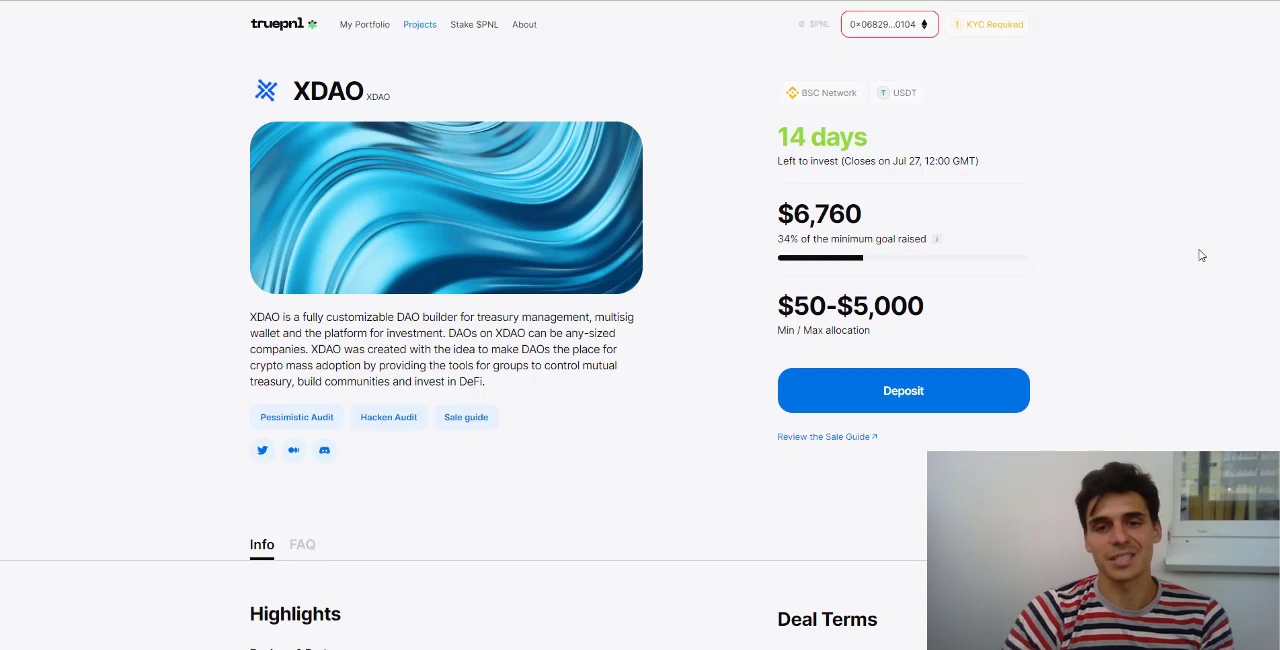 truepnl
My Portfolio
Projects
Stake $PNL
About
0 $PNL
0x06829...0104
! KYC Required
XDAO XDAO
BSC Network
T USDT
14 days
Left to invest (Closes on Jul 27, 12:00 GMT)
$6,760
34% of the minimum goal raised i
$50-$5,000
Min / Max allocation
Deposit
Review the Sale Guide
XDAO is a fully customizable DAO builder for treasury management, multisig
wallet and the platform for investment. DAOs on XDAO can be any-sized
companies. XDAO was created with the idea to make DAOs the place for
crypto mass adoption by providing the tools for groups to control mutual
treasury, build communities and invest in DeFi.
Pessimistic Audit
Hacken Audit
Sale guide
Info
FAQ
Highlights
Deal Terms